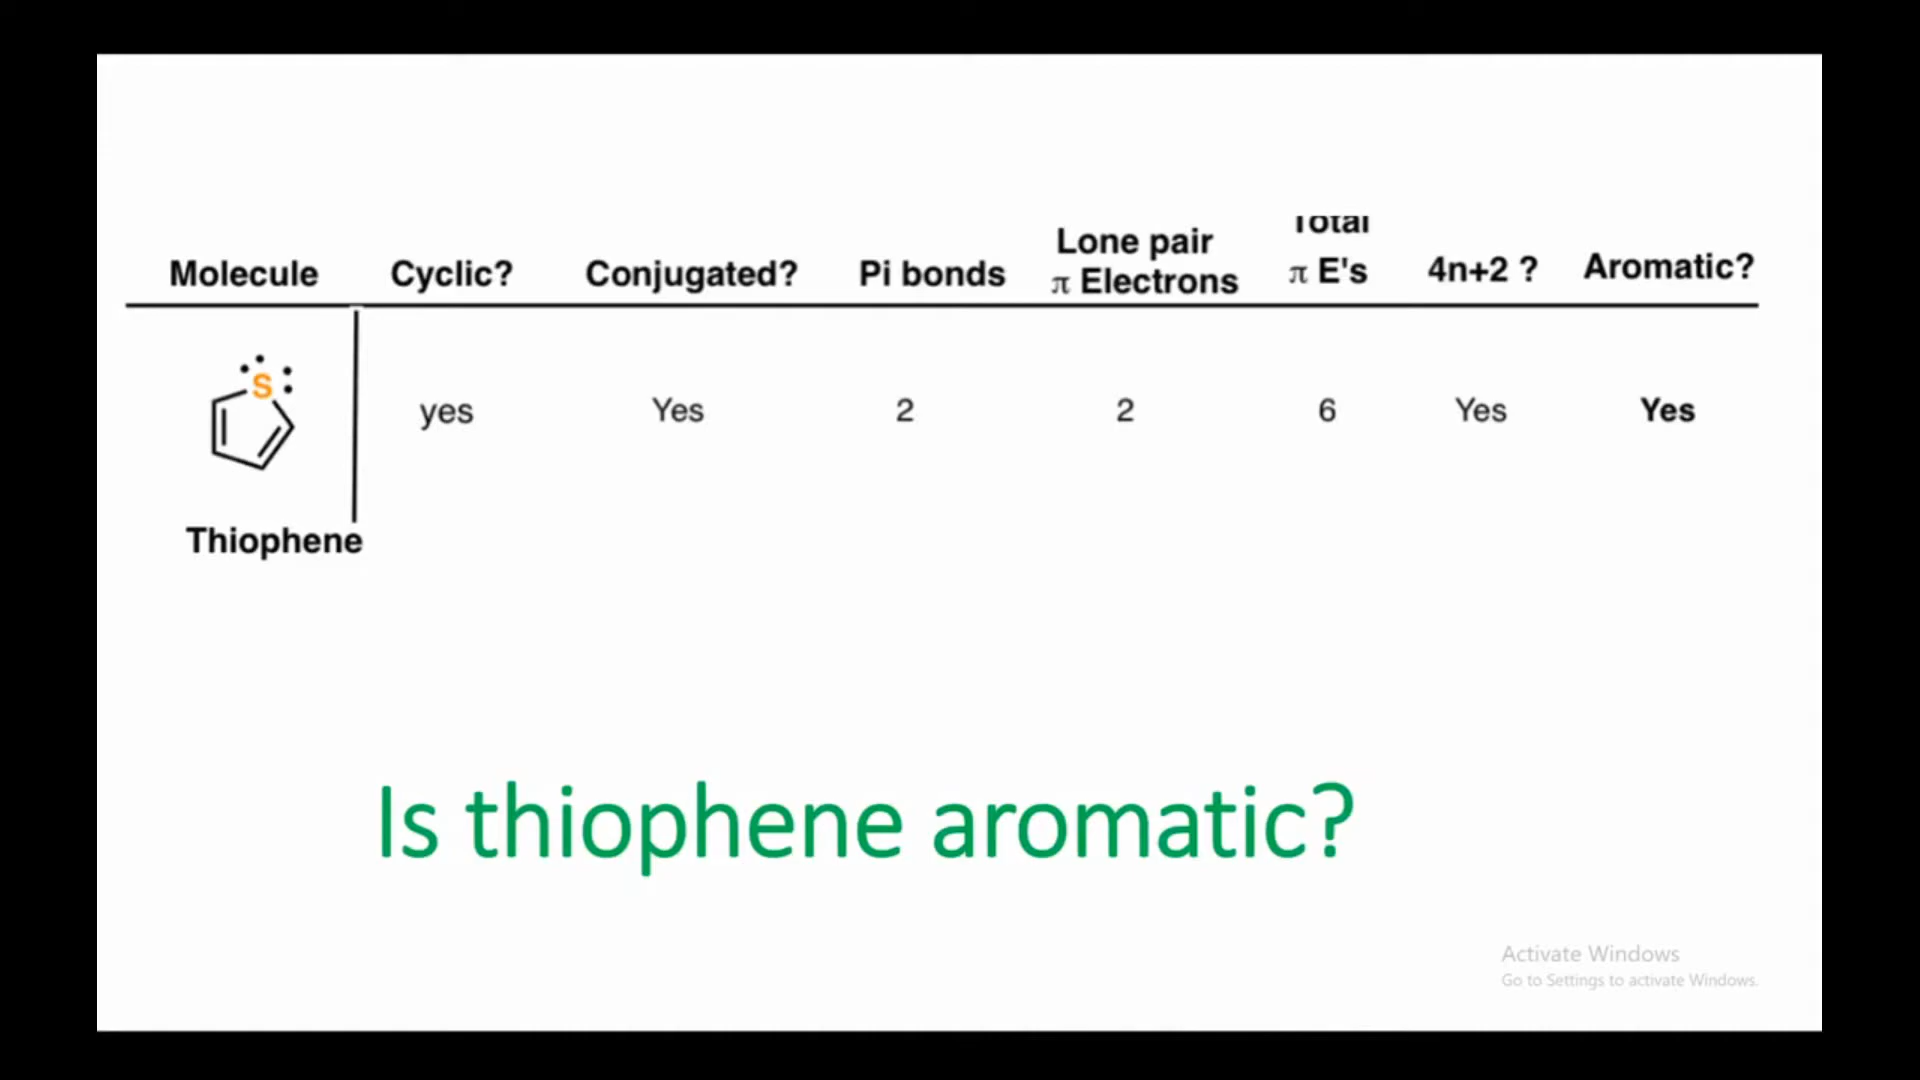 Molecule Cyclic? Conjugated? Pi bonds Lone pair π Electrons Total π E's 4n+2 ? Aromatic?
S yes Yes 2 2 6 Yes Yes
Thiophene
Is thiophene aromatic?
Activate Windows
Go to Settings to activate Windows.